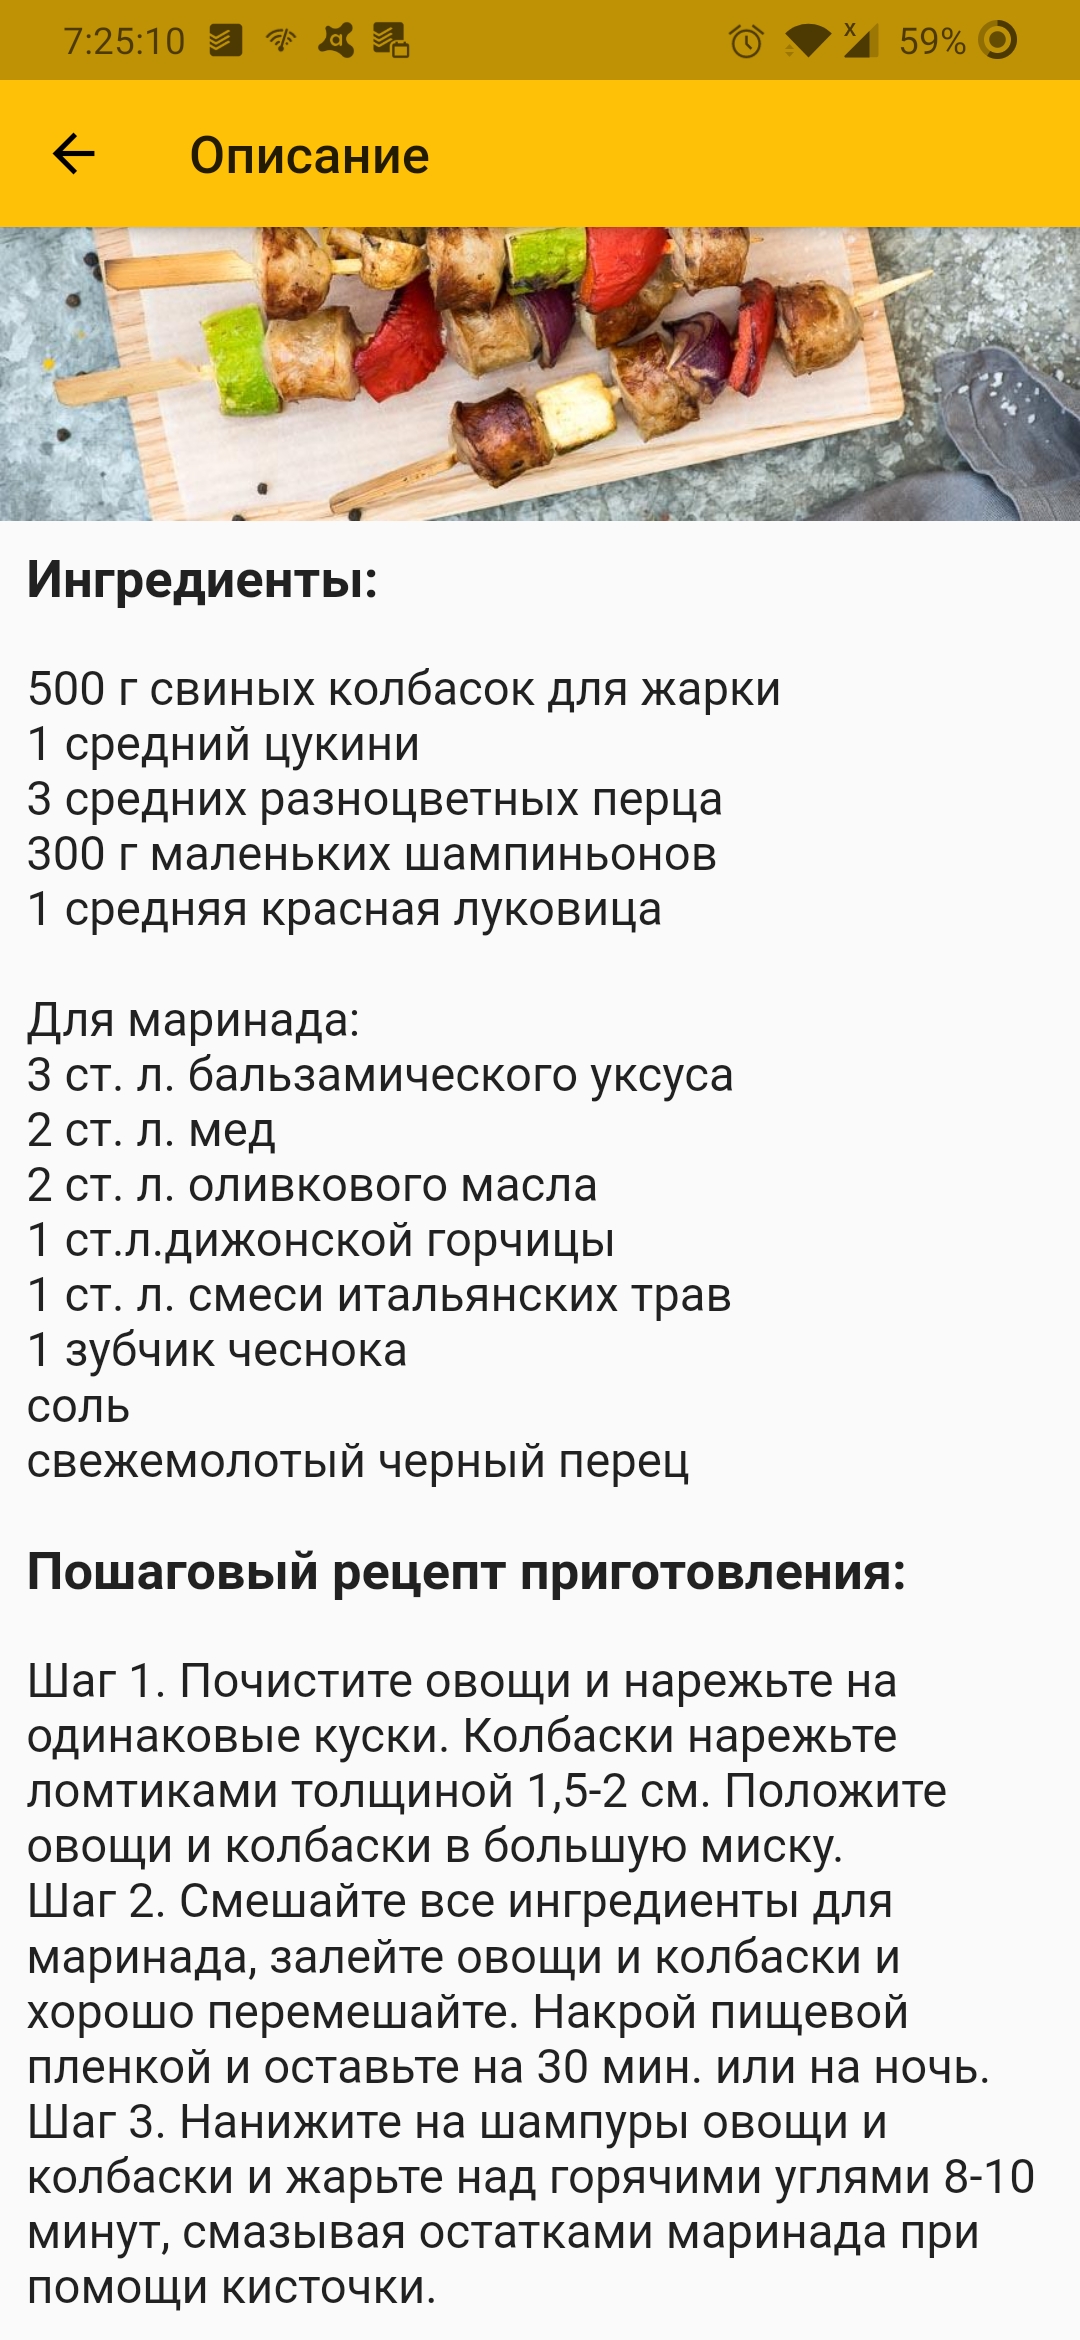 7:25:10
x
59%
Описание
Ингредиенты:
500 г свиных колбасок для жарки
1 средний цукини
3 средних разноцветных перца
300 г маленьких шампиньонов
1 средняя красная луковица
Для маринада:
3 ст. л. бальзамического уксуса
2 ст. л. мед
2 ст. л. оливкового масла
1 ст.л.дижонской горчицы
1 ст. л. смеси итальянских трав
1 зубчик чеснока
соль
свежемолотый черный перец
Пошаговый рецепт приготовления:
Шаг 1. Почистите овощи и нарежьте на
одинаковые куски. Колбаски нарежьте
ломтиками толщиной 1,5-2 см. Положите
овощи и колбаски в большую миску.
Шаг 2. Смешайте все ингредиенты для
маринада, залейте овощи и колбаски и
хорошо перемешайте. Накрой пищевой
пленкой и оставьте на 30 мин. или на ночь.
Шаг 3. Нанижите на шампуры овощи и
колбаски и жарьте над горячими углями 8-10
минут, смазывая остатками маринада при
помощи кисточки.